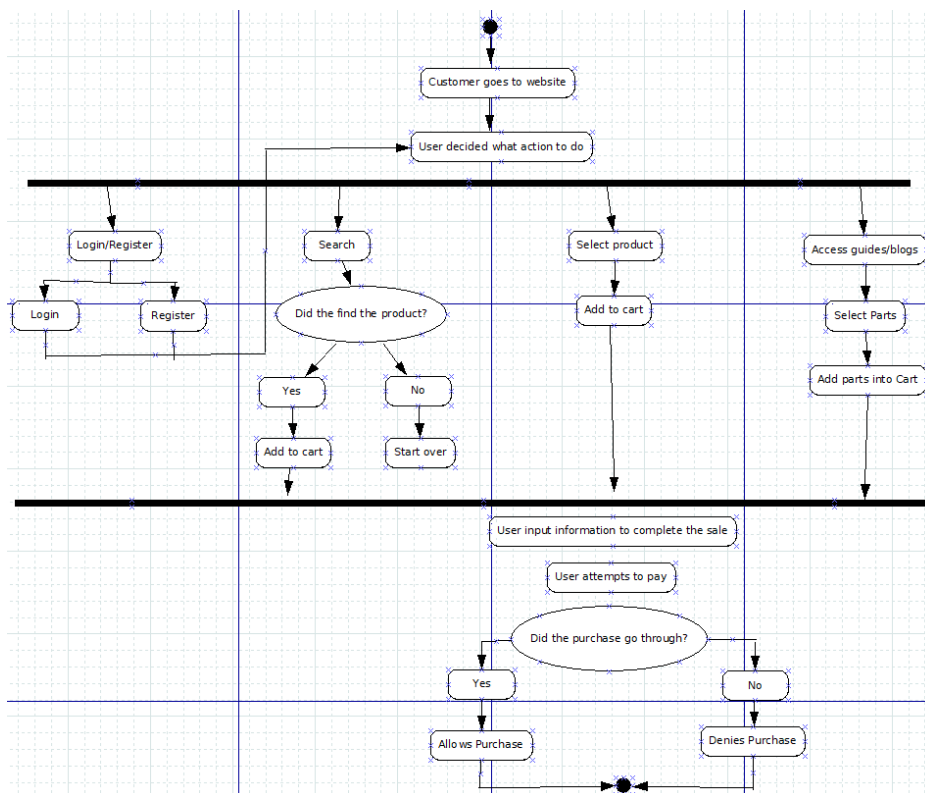 Customer goes to website
User decided what action to do
Login/Register
Search
Select product
Access guides/blogs
Login
Register
Did the find the product?
Add to cart
Select Parts
Yes
No
Add parts into Cart
Add to cart
Start over
User input information to complete the sale
User attempts to pay
Did the purchase go through?
Yes
No
Allows Purchase
Denies Purchase